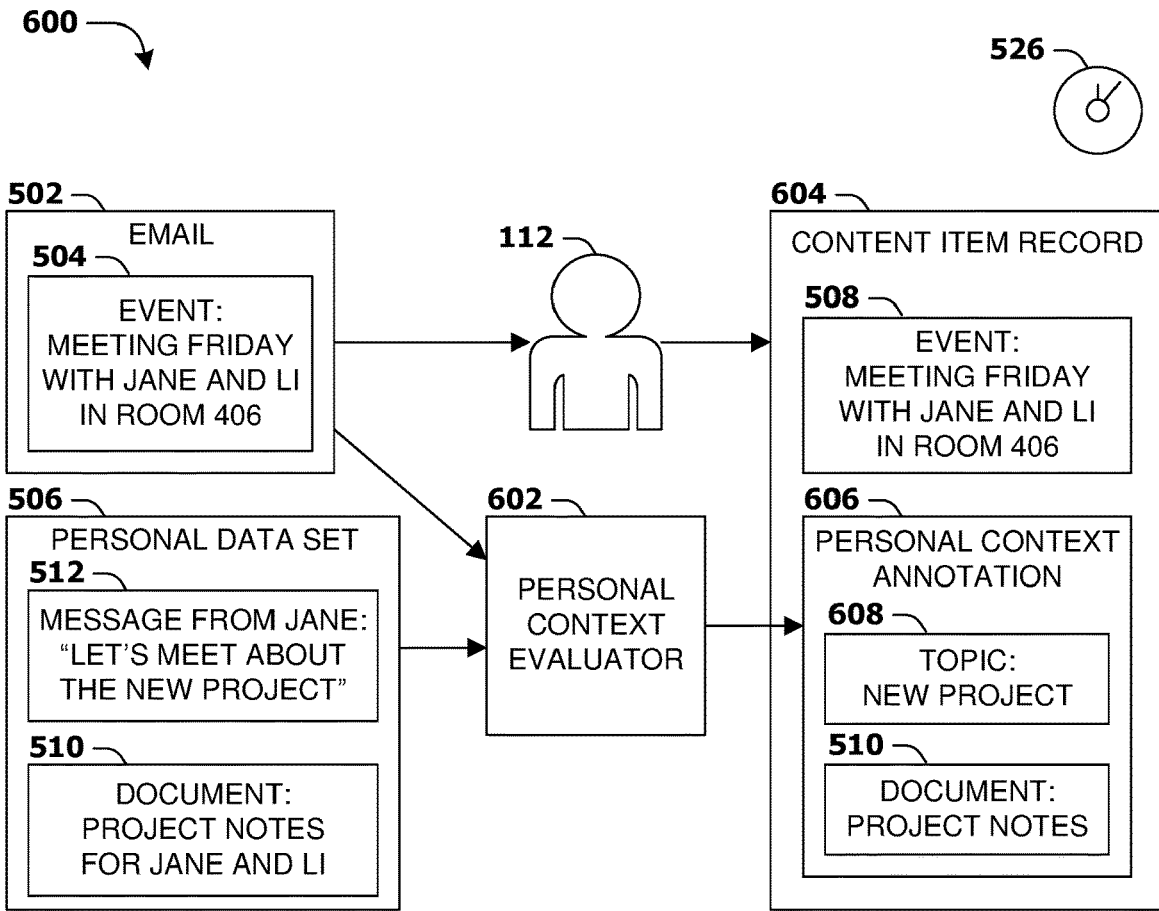 600
526
502
EMAIL
504
EVENT:
MEETING FRIDAY
WITH JANE AND LI
IN ROOM 406
112
604
CONTENT ITEM RECORD
508
EVENT:
MEETING FRIDAY
WITH JANE AND LI
IN ROOM 406
506
PERSONAL DATA SET
512
MESSAGE FROM JANE:
“LET'S MEET ABOUT
THE NEW PROJECT”
510
DOCUMENT:
PROJECT NOTES
FOR JANE AND LI
602
PERSONAL
CONTEXT
EVALUATOR
606
PERSONAL CONTEXT
ANNOTATION
608
TOPIC:
NEW PROJECT
510
DOCUMENT:
PROJECT NOTES